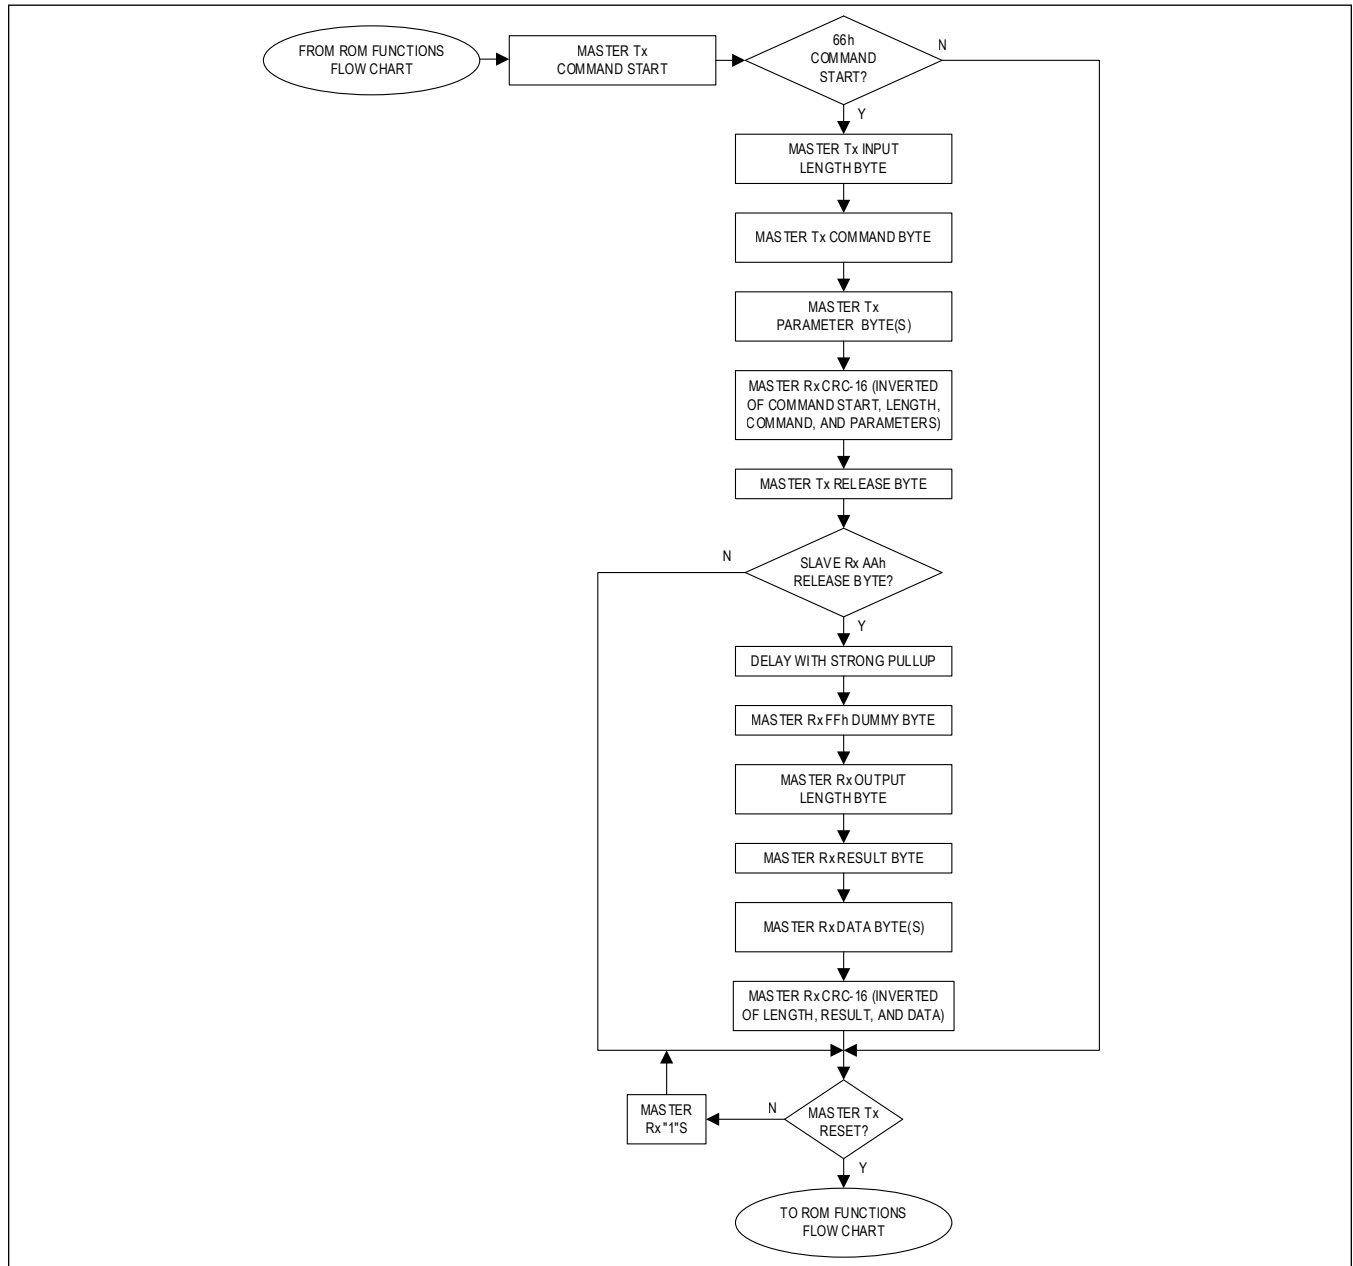 FROM ROM FUNCTIONS
FLOW CHART
MASTER Tx
COMMAND START
66h
COMMAND
START?
N
Y
MASTER Tx INPUT
LENGTH BYTE
MASTER Tx COMMAND BYTE
MASTER Tx
PARAMETER BYTE(S)
MASTER Rx CRC-16 (INVERTED
OF COMMAND START, LENGTH,
COMMAND, AND PARAMETERS)
MASTER Tx RELEASE BYTE
N
SLAVE Rx AAh
RELEASE BYTE?
Y
DELAY WITH STRONG PULLUP
MASTER Rx FFh DUMMY BYTE
MASTER Rx OUTPUT
LENGTH BYTE
MASTER Rx RESULT BYTE
MASTER Rx DATA BYTE(S)
MASTER Rx CRC-16 (INVERTED
OF LENGTH, RESULT, AND DATA)
MASTER
Rx "1"S
N
MASTER Tx
RESET?
Y
TO ROM FUNCTIONS
FLOW CHART